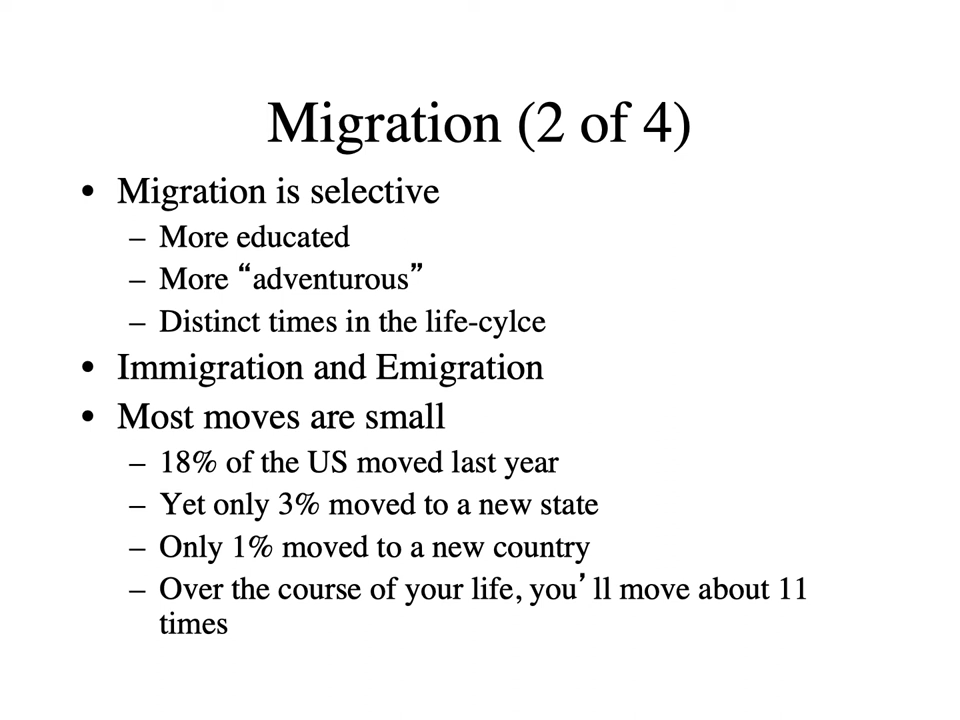 Migration (2 of 4)
• Migration is selective
– More educated
– More “adventurous”
– Distinct times in the life-cylce
• Immigration and Emigration
• Most moves are small
– 18% of the US moved last year
– Yet only 3% moved to a new state
– Only 1% moved to a new country
– Over the course of your life, you’ll move about 11
times